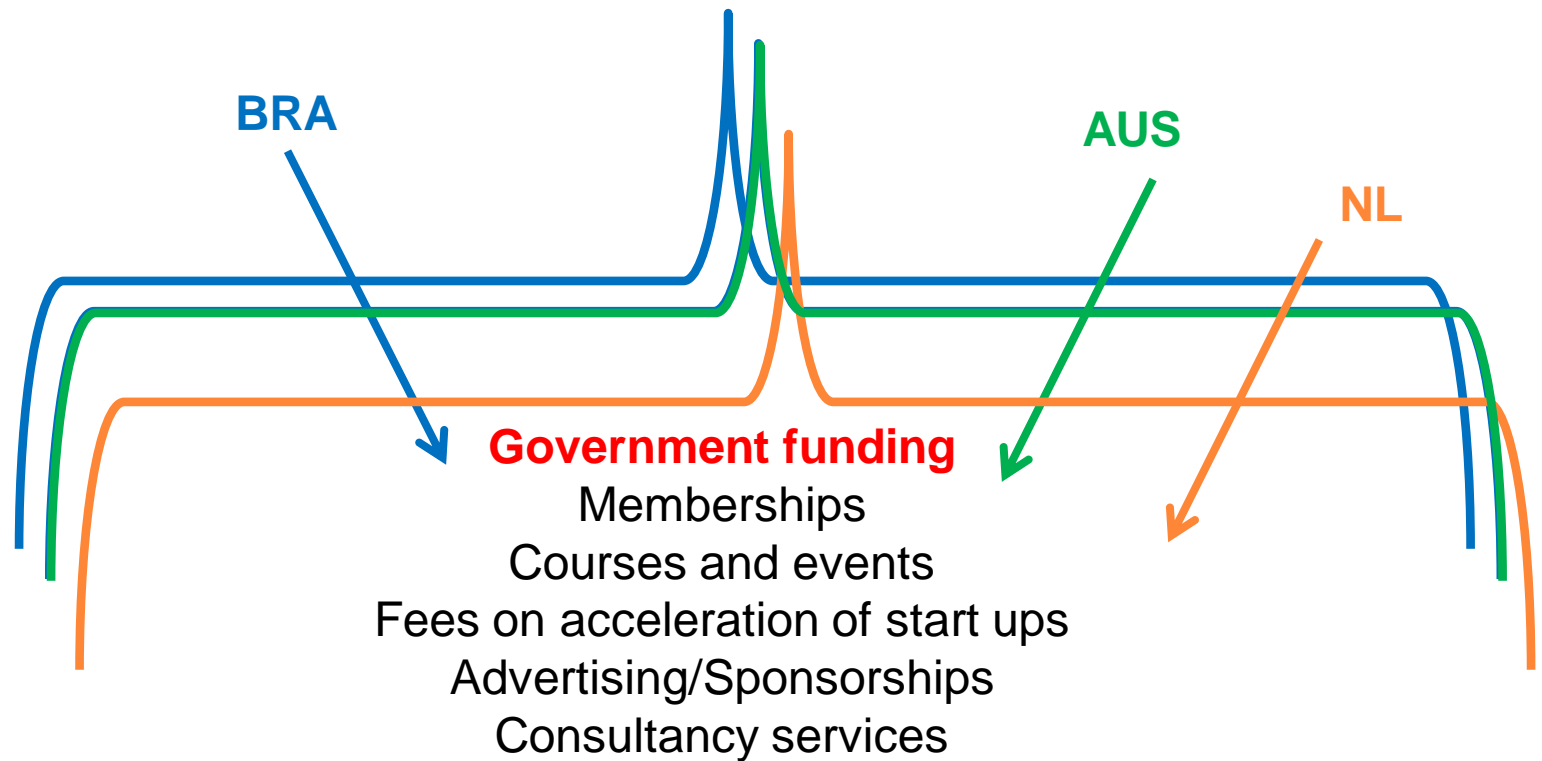 BRA
AUS
NL
Government funding
Memberships
Courses and events
Fees on acceleration of start ups
Advertising/Sponsorships
Consultancy services